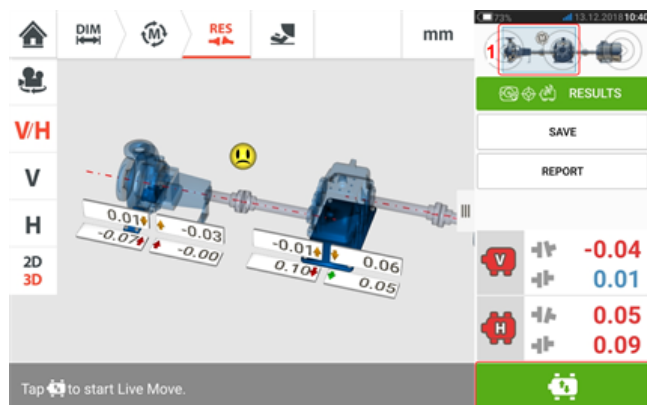 DIM
M
RES
mm
73%
13.12.2018 10:40
1
RESULTS
SAVE
REPORT
V/H
V
H
2D
3D
0.01
-0.03
-0.07
-0.00
-0.01
0.06
0.10
0.05
V
-0.04
0.01
H
0.05
0.09
Tap to start Live Move.